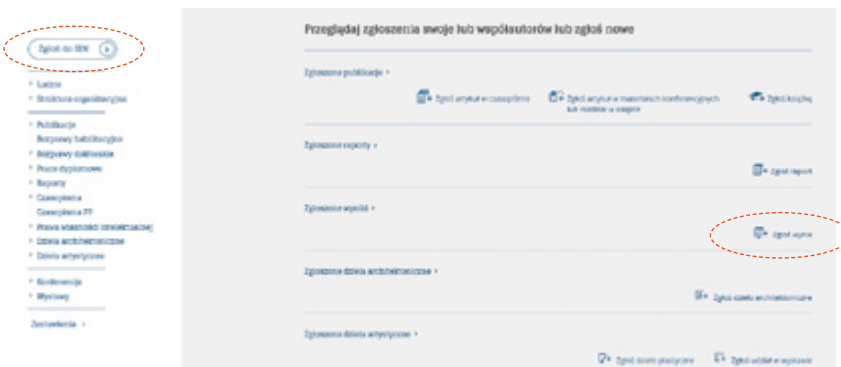 Zgłoś do SIN
Ludzie
Struktura organizacyjna
Publikacje
Rozprawy habilitacyjne
Rozprawy doktorskie
Prace dyplomowe
Raporty
Czasopisma
Czasopisma PP
Prawa własności intelektualnej
Dzieła architektoniczne
Dzieła artystyczne
Konferencje
Wystawy
Zestawienia
Przeglądaj zgłoszenia swoje lub współautorów lub zgłoś nowe
Zgłoszone publikacje
Zgłoś artykuł w czasopiśmie
Zgłoś artykuł w materiałach konferencyjnych
lub rozdział w książce
Zgłoś książkę
Zgłoszone raporty
Zgłoś raport
Zgłoszone wyniki
Zgłoś wynik
Zgłoszone dzieła architektoniczne
Zgłoś dzieło architektoniczne
Zgłoszone dzieła artystyczne
Zgłoś dzieło plastyczne
Zgłoś udział w wystawie